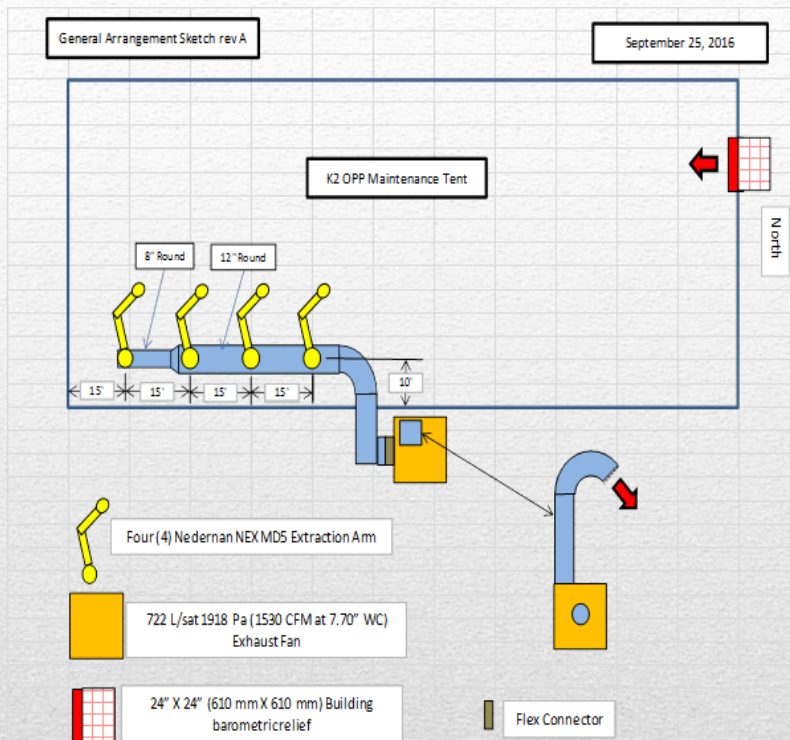 General Arrangement Sketch rev A
September 25, 2016
K2 OPP Maintenance Tent
North
8" Round
12" Round
15'
15'
15'
15'
10'
Four (4) Nedernan NEX MD5 Extraction Arm
722 L/sat 1918 Pa (1530 CFM at 7.70” WC)
Exhaust Fan
24” X 24” (610 mm X 610 mm) Building
barometricrelief
Flex Connector